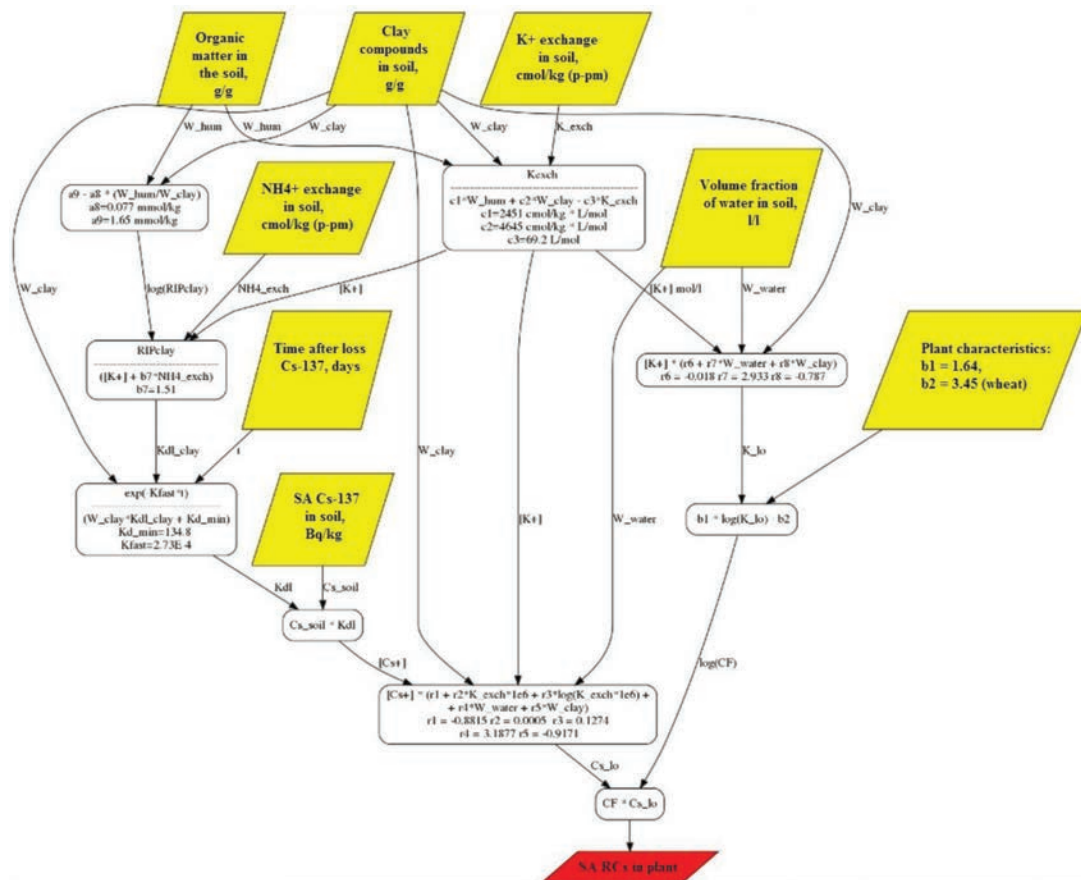 Organic
matter in
the soil,
g/g
Clay
compounds
in soil,
g/g
K+ exchange
in soil,
cmol/kg (p-pm)
W_hum
W_hum
W_clay
W_clay
K_exch
a9 - a8 * (W_hum/W_clay)
a8=0.077 mmol/kg
a9=1.65 mmol/kg
NH4+ exchange
in soil,
cmol/kg (p-pm)
Kexch
c1*W_hum + c2*W_clay - c3*K_exch
c1=2451 cmol/kg * L/mol
c2=4645 cmol/kg * L/mol
c3=69.2 L/mol
Volume fraction
of water in soil,
l/l
W_clay
W_clay
log(RIPclay)
NH4_exch
[K+]
[K+] mol/l
W_water
RIPclay
([K+] + b7*NH4_exch)
b7=1.51
Time after loss
Cs-137, days
[K+] * (r6 + r7*W_water + r8*W_clay)
r6 = -0.018 r7 = 2.933 r8 = -0.787
Plant characteristics:
b1 = 1.64,
b2 = 3.45 (wheat)
Kdl_clay
t
W_clay
K_lo
exp( Kfast*t)
(W_clay*Kdl_clay + Kd_min)
Kd_min=134.8
Kfast=2.73E-4
SA Cs-137
in soil,
Bq/kg
[K+]
W_water
-b1 * log(K_lo) b2
Kdl
Cs_soil
Cs_soil * Kdl
[Cs+]
log(CF)
[Cs+] * (r1 + r2*K_exch*1e6 + r3*log(K_exch*1e6) +
+ r4*W_water + r5*W_clay)
r1 = -0.8815 r2 = 0.0005 r3 = 0.1274
r4 = 3.1877 r5 = -0.9171
Cs_lo
CF * Cs_lo
SA RCs in plant